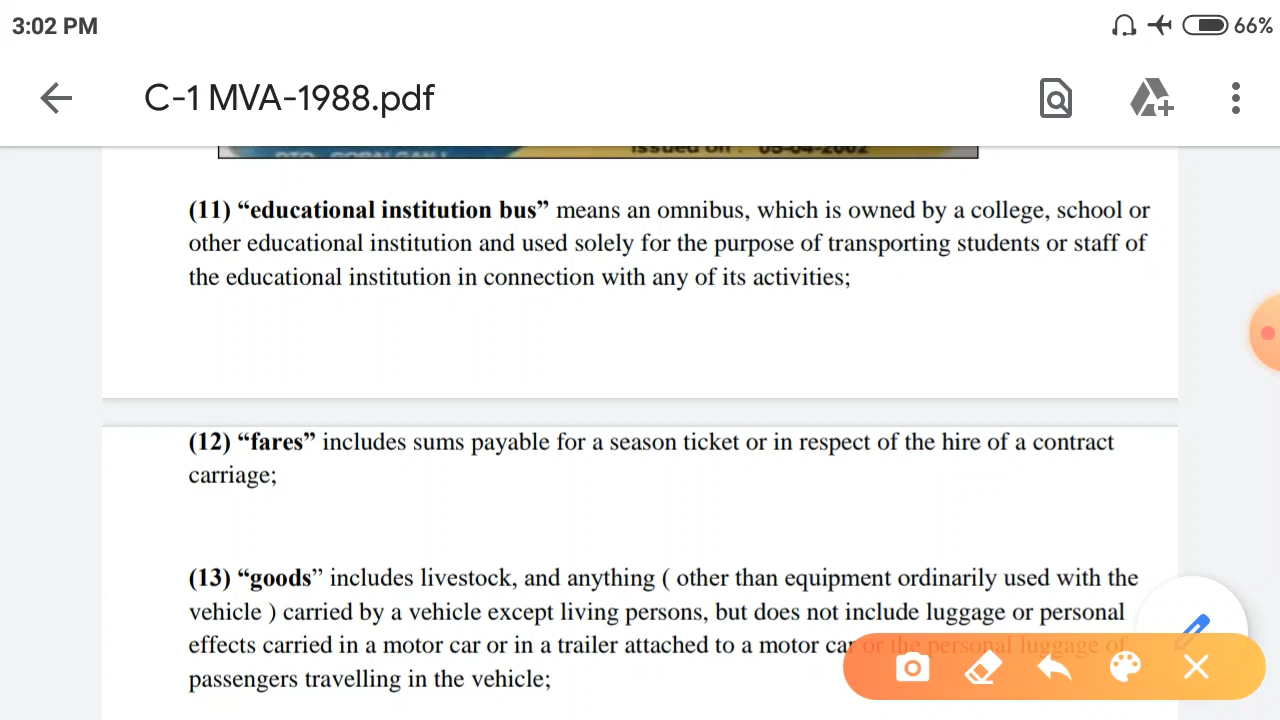 3:02 PM
66%
C-1 MVA-1988.pdf
Issued on : 05-04-2002
(11) “educational institution bus” means an omnibus, which is owned by a college, school or
other educational institution and used solely for the purpose of transporting students or staff of
the educational institution in connection with any of its activities;
(12) “fares” includes sums payable for a season ticket or in respect of the hire of a contract
carriage;
(13) “goods” includes livestock, and anything ( other than equipment ordinarily used with the
vehicle ) carried by a vehicle except living persons, but does not include luggage or personal
effects carried in a motor car or in a trailer attached to a motor car or the personal luggage of
passengers travelling in the vehicle;